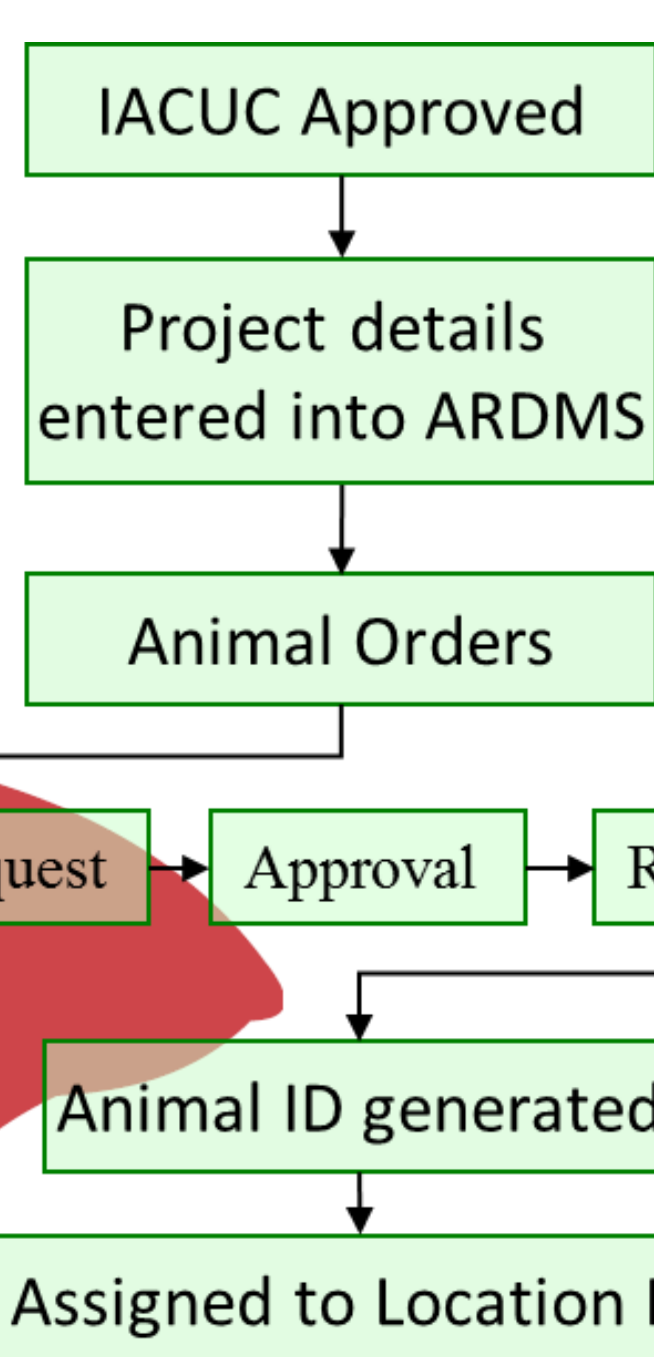 IACUC Approved
Project details
entered into ARDMS
Animal Orders
quest
Approval
R
Animal ID generated
Assigned to Location